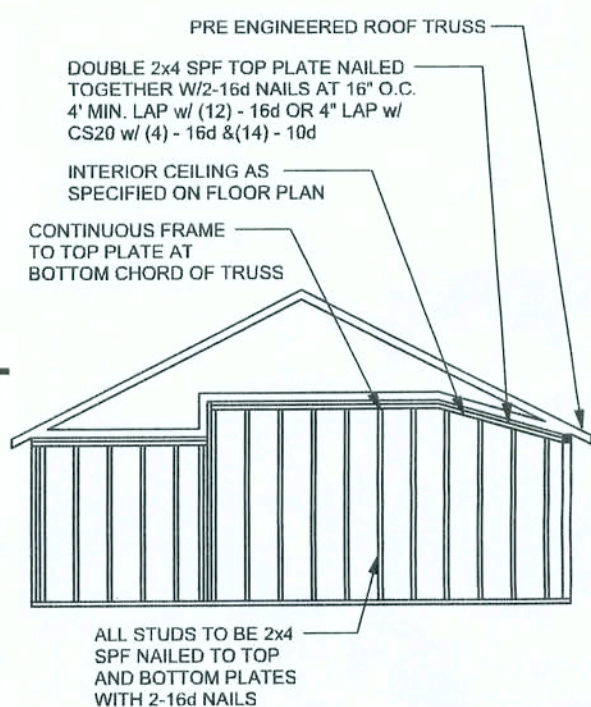 PRE ENGINEERED ROOF TRUSS
DOUBLE 2x4 SPF TOP PLATE NAILED
TOGETHER W/2-16d NAILS AT 16" O.C.
4' MIN. LAP w/ (12) - 16d OR 4" LAP w/
CS20 w/ (4) - 16d &(14) - 10d
INTERIOR CEILING AS
SPECIFIED ON FLOOR PLAN
CONTINUOUS FRAME
TO TOP PLATE AT
BOTTOM CHORD OF TRUSS
ALL STUDS TO BE 2x4
SPF NAILED TO TOP
AND BOTTOM PLATES
WITH 2-16d NAILS